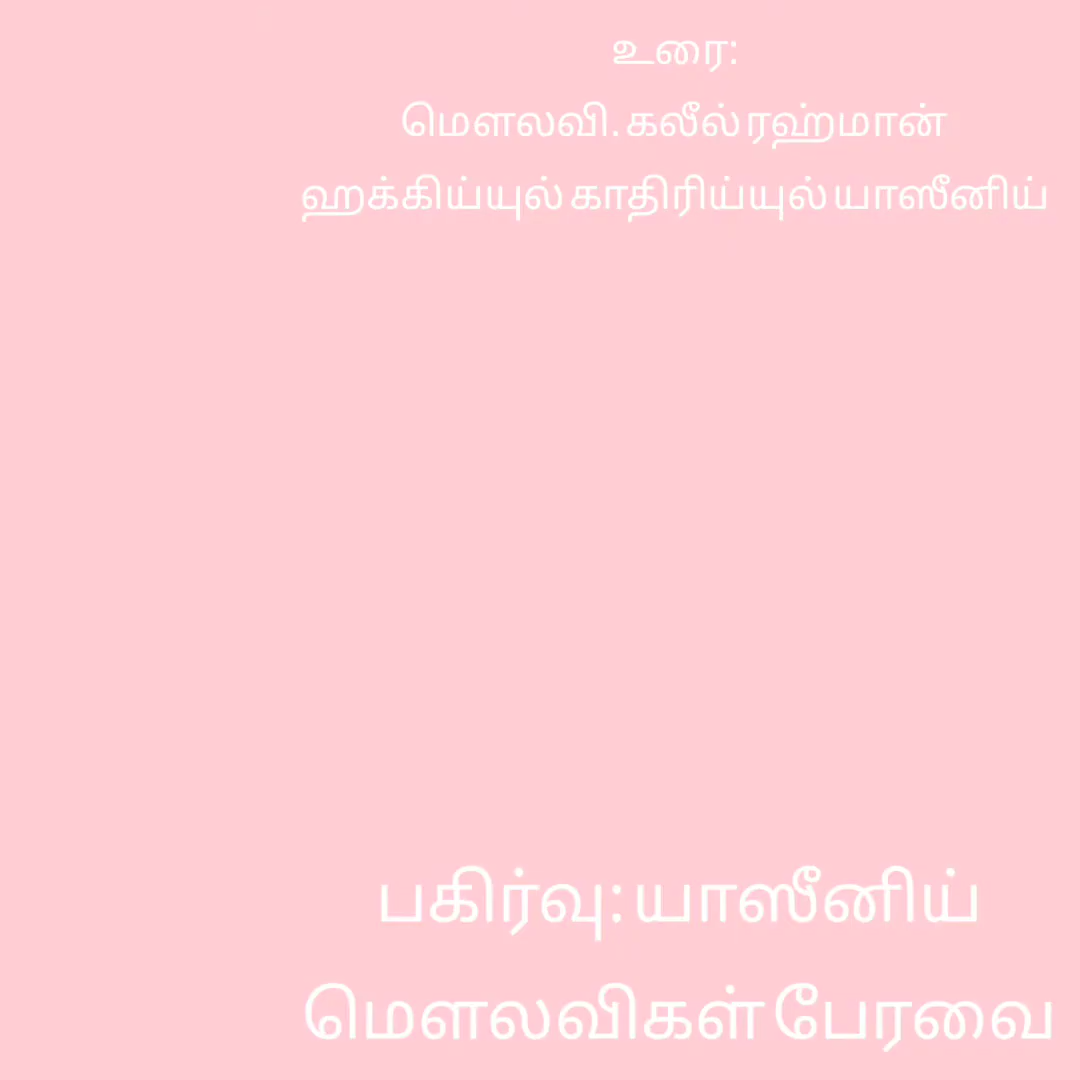 உரை:
மௌலவி. கலீல் ரஹ்மான்
ஹக்கிய்யுல் காதிரிய்யுல் யாஸீனிய்
பகிர்வு: யாஸீனிய்
மௌலவிகள் பேரவை